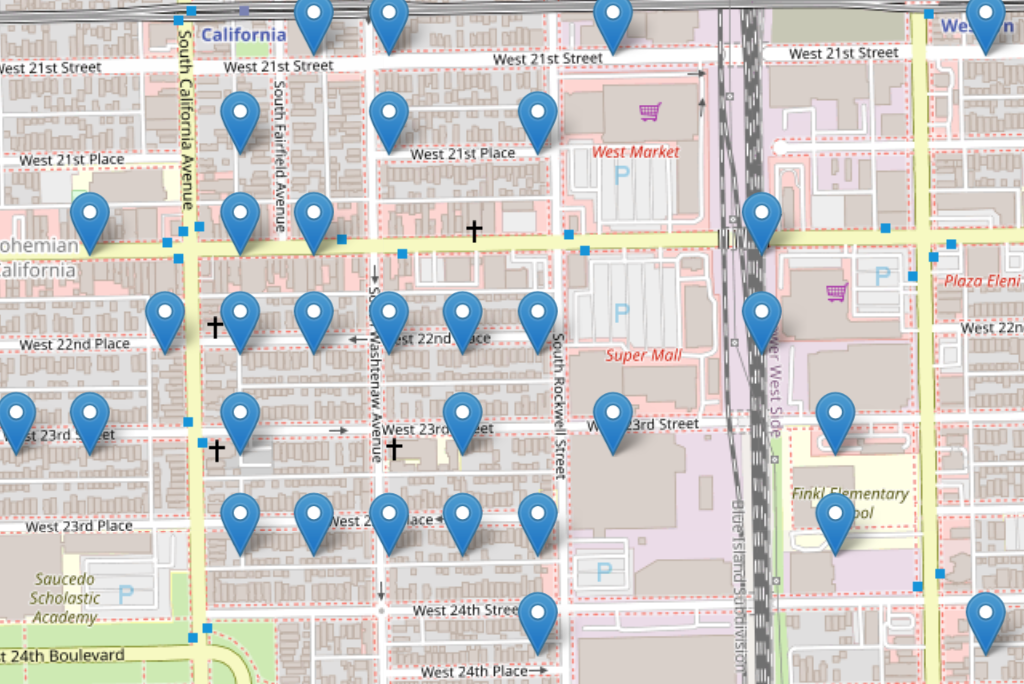 California
Western
West 21st Street
West 21st Street
West 21st Street
West 21st Street
South California Avenue
South Fairfield Avenue
West 21st Place
West 21st Place
West Market
P
ohemian
California
P
P
Plaza Eleni
South Washtenaw Avenue
West 22nd Place
West 22nd Place
West 22n
Super Mall
South Rockwell Street
Lower West Side
West 23rd Street
West 23rd Street
West 23rd Street
Finkl Elementary
School
West 23rd Place
West 23rd Place
Blue Island Subdivision
P
P
Saucedo
Scholastic
Academy
West 24th Street
t 24th Boulevard
West 24th Place